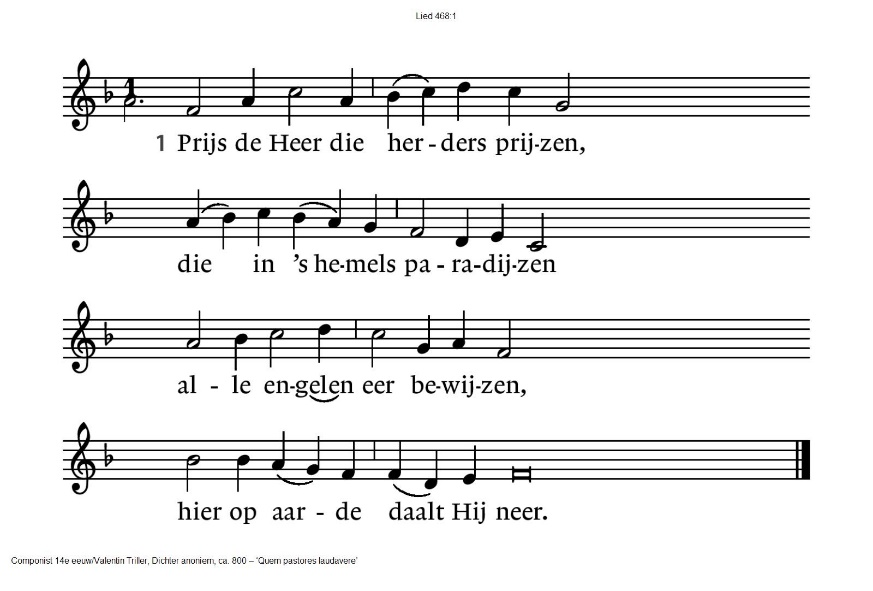 Lied 468:1
1 Prijs de Heer die her - ders prij-zen,
die in 's he-mels pa - ra-dij-zen
al - le en-gelen eer be-wij-zen,
hier op aar - de daalt Hij neer.
Componist 14e eeuw/Valentin Triller, Dichter anoniem, ca. 800 – 'Quem pastores laudavere'